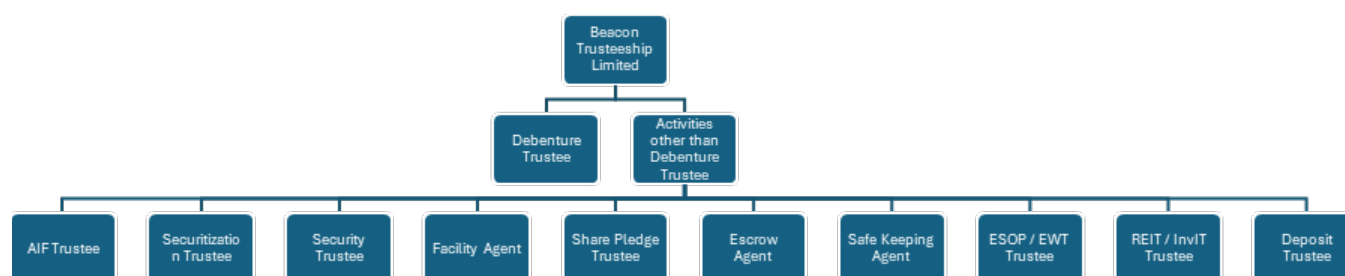 Beacon
Trusteeship
Limited
Debenture
Trustee
Activities
other than
Debenture
Trustee
AIF Trustee
Securitizatio
n Trustee
Security
Trustee
Facility Agent
Share Pledge
Trustee
Escrow
Agent
Safe Keeping
Agent
ESOP / EWT
Trustee
REIT / InvIT
Trustee
Deposit
Trustee